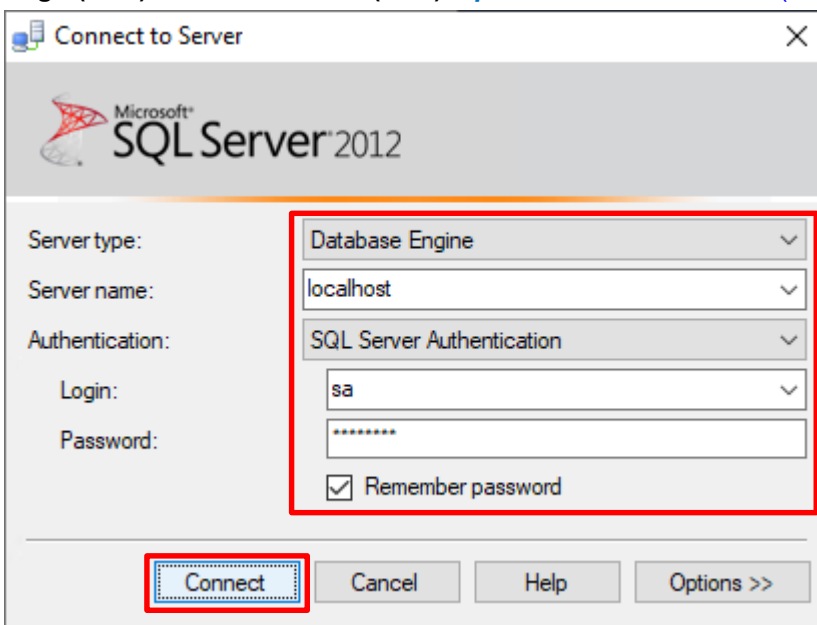 Connect to Server
Microsoft®
SQL Server® 2012
Server type: Database Engine
Server name: localhost
Authentication: SQL Server Authentication
Login: sa
Password: ********
Remember password
Connect Cancel Help Options >>